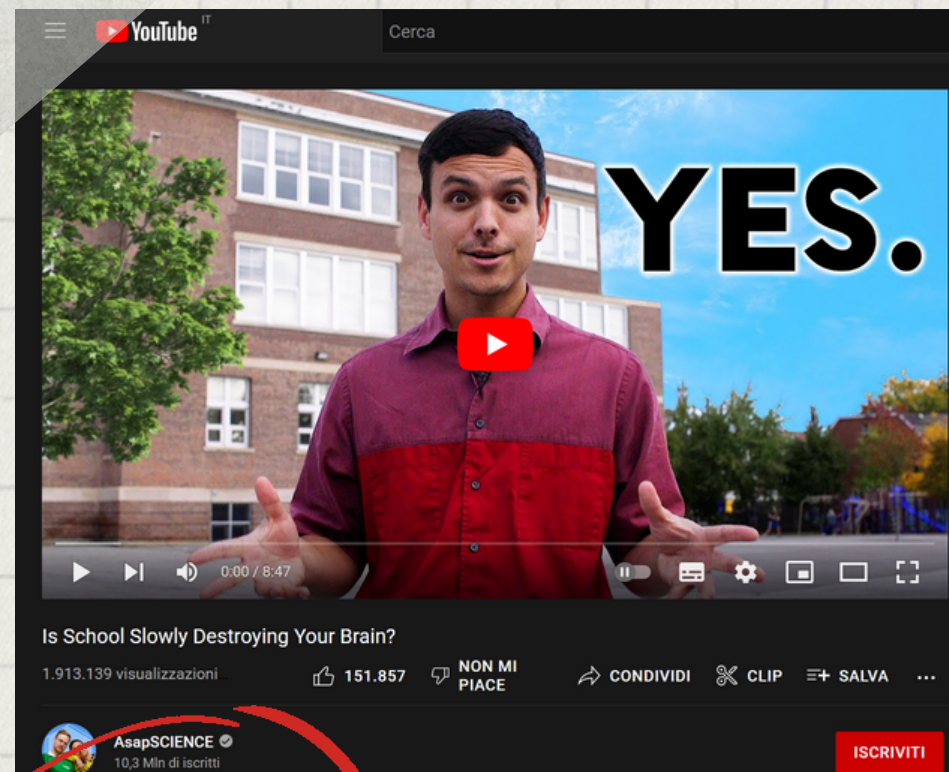 YouTube IT
Cerca
YES.
0:00 / 8:47
Is School Slowly Destroying Your Brain?
1.913.139 visualizzazioni
151.857
NON MI
PIACE
CONDIVIDI
CLIP
SALVA
AsapSCIENCE
10,3 Mln di iscritti
ISCRIVITI